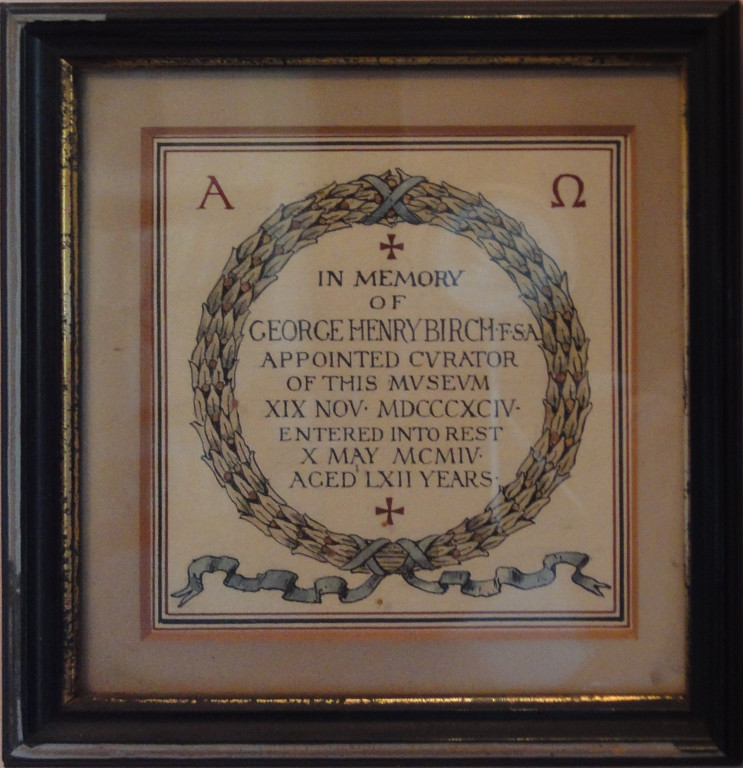 Α Ω
IN MEMORY
OF
GEORGE HENRY BIRCH·F·SA
APPOINTED CVRATOR
OF THIS MVSEVM
XIX NOV· MDCCCXCIV·
ENTERED INTO REST
X MAY MCMIV·
AGED LXII YEARS·